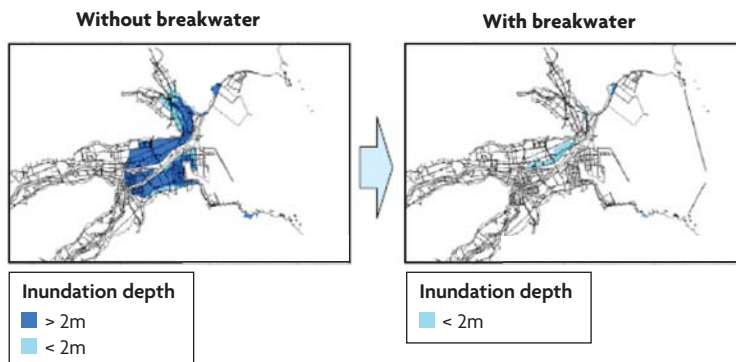 Without breakwater
With breakwater
Inundation depth
> 2m
< 2m
Inundation depth
< 2m